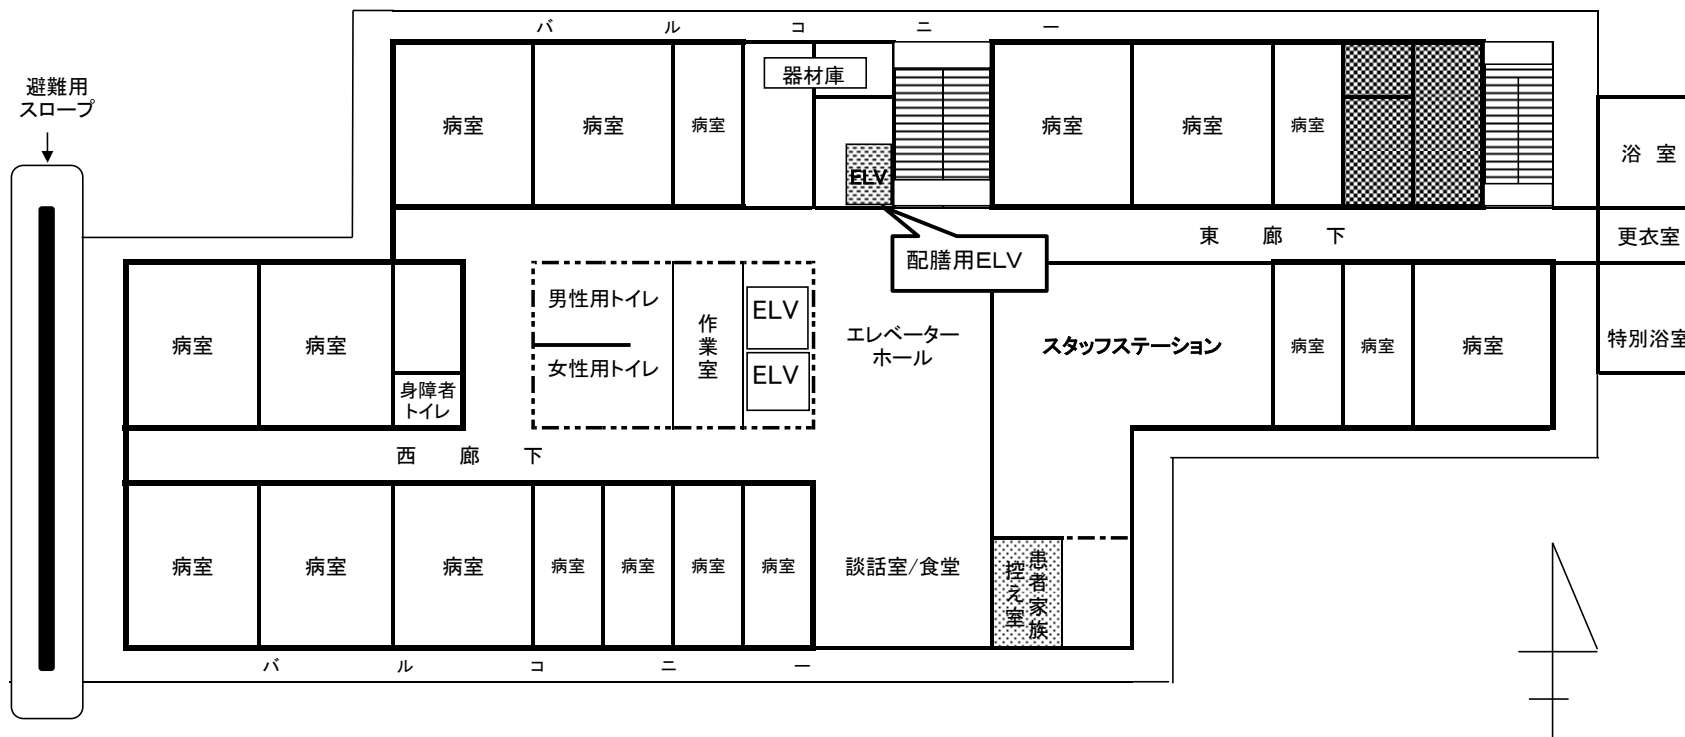 バルコニー
避難用
スロープ
器材庫
病室
病室
病室
病室
病室
病室
ELV
浴室
配膳用ELV
東廊下
更衣室
男性用トイレ
女性用トイレ
作業室
ELV
ELV
エレベーター
ホール
スタッフステーション
病室
病室
病室
特別浴室
病室
病室
身障者
トイレ
西廊下
病室
病室
病室
病室
病室
病室
病室
談話室/食堂
患者家族
控え室
バルコニー